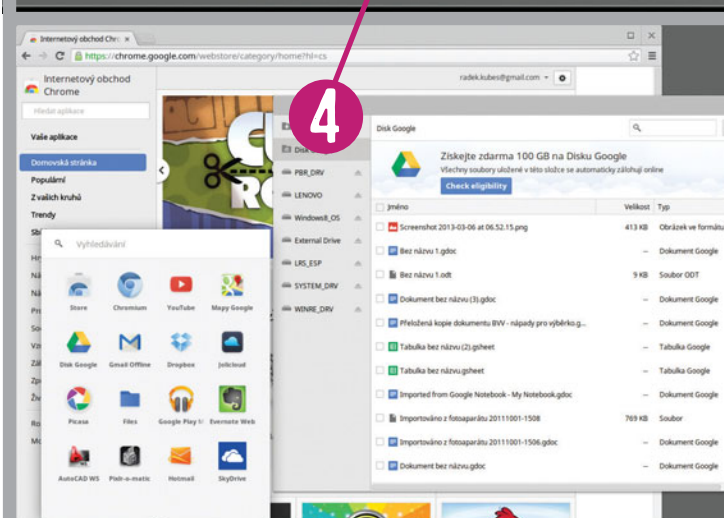 Internetový obchod Chr
https://chrome.google.com/webstore/category/home?hl=cs
Internetový obchod
Chrome
radek.kubes@gmail.com
Hledat aplikace
Vaše aplikace
Domovská stránka
Populární
Z vašich kruhů
Trendy
4
PBR_DRV
LENOVO
Windows8_OS
External Drive
LRS_ESP
SYSTEM_DRV
WINRE_DRV
Disk Google
Získejte zdarma 100 GB na Disku Google
Všechny soubory uložené v této složce se automaticky zálohují online
Check eligibility
Jméno Velikost Typ
Screenshot 2013-03-06 at 06.52.15.png 413 KB Obrázek ve formátu
Bez názvu 1.gdoc -- Dokument Google
Bez názvu 1.odt 9 KB Soubor ODT
Dokument bez názvu (3).gdoc -- Dokument Google
Přeložená kopie dokumentu BVV - nápady pro výběrko.g... -- Dokument Google
Tabulka bez názvu (2).gsheet -- Tabulka Google
Tabulka bez názvu.gsheet -- Tabulka Google
Imported from Google Notebook - My Notebook.gdoc -- Dokument Google
Importováno z fotoaparátu 20111001-1508 769 KB Soubor
Importováno z fotoaparátu 20111001-1506.gdoc -- Dokument Google
Dokument bez názvu.gdoc -- Dokument Google
Vyhledávání
Store Chromium YouTube Mapy Google
Disk Google Gmail Offline Dropbox Jolicloud
Picasa Files Google Play Evernote Web
AutoCAD WS Pixlr-o-matic Hotmail SkyDrive